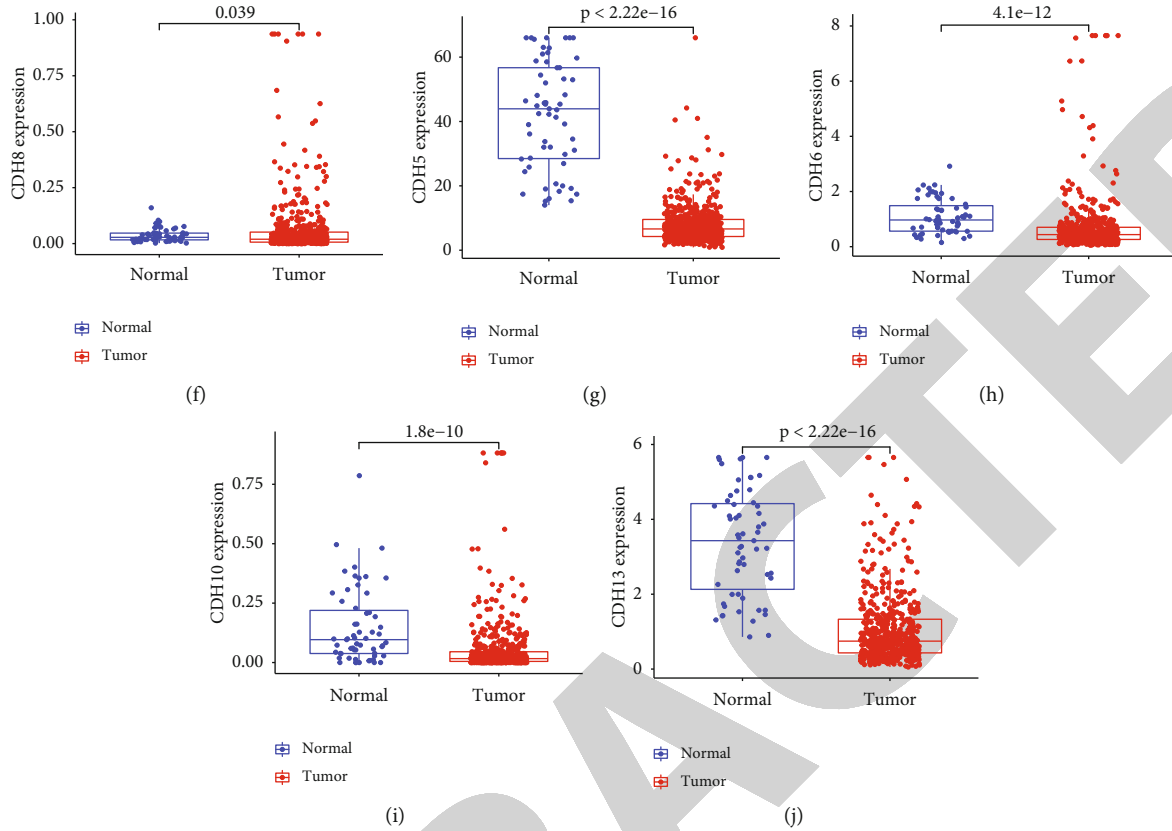 0.039
1.00
0.75
0.50
0.25
0.00
CDH8 expression
Normal Tumor
Normal
Tumor
(f)
p < 2.22e−16
60
40
20
0
CDH5 expression
Normal Tumor
Normal
Tumor
(g)
4.1e−12
8
6
4
2
0
CDH6 expression
Normal Tumor
Normal
Tumor
(h)
1.8e−10
0.75
0.50
0.25
0.00
CDH10 expression
Normal Tumor
Normal
Tumor
(i)
p < 2.22e−16
6
4
2
0
CDH13 expression
Normal Tumor
Normal
Tumor
(j)